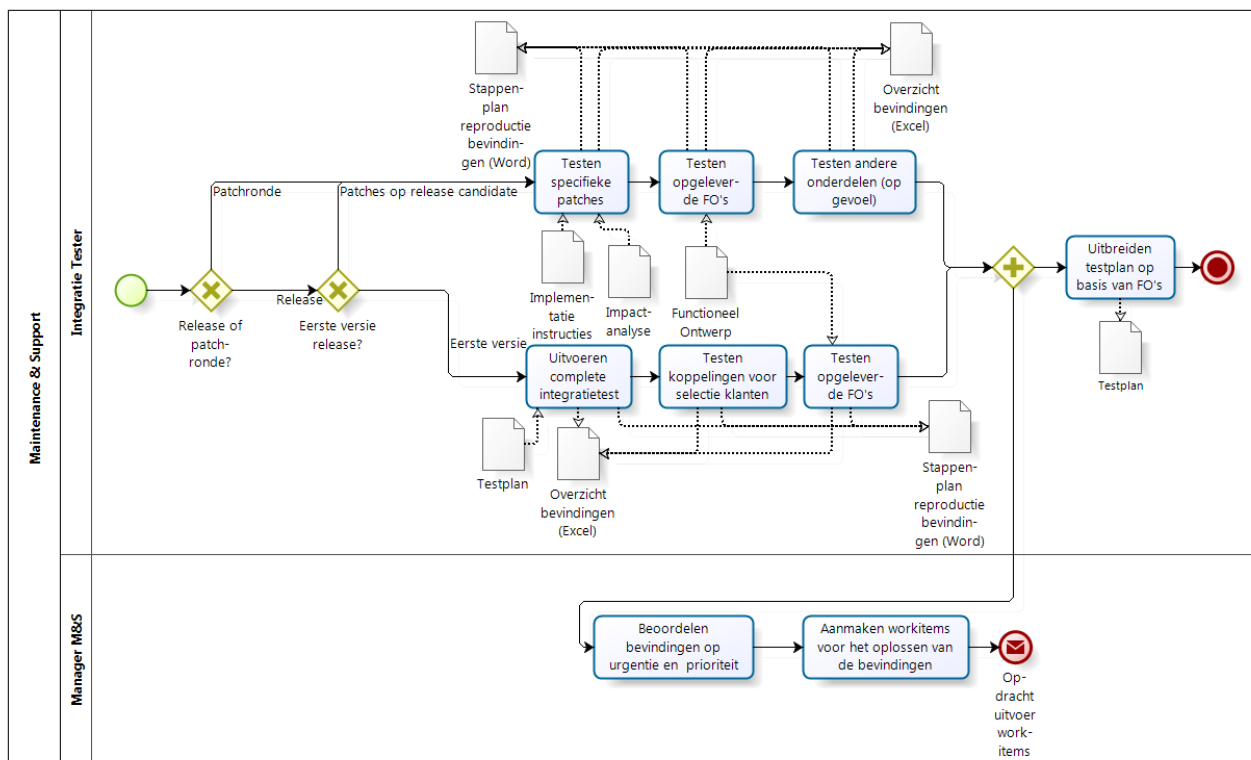 Maintenance & Support
Integratie Tester
Manager M&S
Stappen-
plan
reproductie
bevindin-
gen (Word)
Overzicht
bevindingen
(Excel)
Patchronde
Patches op release candidate
Testen
specifieke
patches
Testen
opgelever-
de FO's
Testen andere
onderdelen (op
gevoel)
Release of
patch-
ronde?
Release
Eerste versie
release?
Eerste versie
Implemen-
tatie
instructies
Impact-
analyse
Functioneel
Ontwerp
Uitbreiden
testplan op
basis van FO's
Testplan
Uitvoeren
complete
integratietest
Testen
koppelingen voor
selectie klanten
Testen
opgelever-
de FO's
Testplan
Overzicht
bevindingen
(Excel)
Stappen-
plan
reproductie
bevindin-
gen (Word)
Beoordelen
bevindingen op
urgentie en  prioriteit
Aanmaken workitems
voor het oplossen van
de bevindingen
Op-
dracht
uitvoer
work-
items